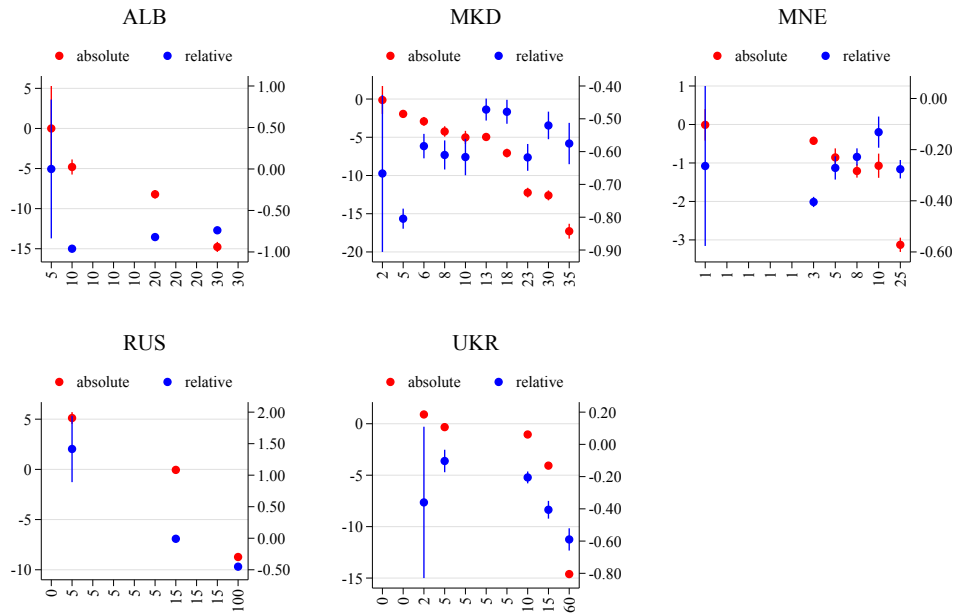 ALB MKD MNE
absolute relative absolute relative absolute relative
5 1.00 0 -0.40 1 0.00
0 0.50 -5 -0.50 0 -0.20
-5 0.00 -10 -0.60 -1 -0.40
-10 -0.50 -15 -0.70 -2 -0.60
-15 -1.00 -20 -0.80 -3
-0.90
5 10 10 10 10 20 20 20 30 30
2 5 6 8 10 13 18 23 30 35
1 1 1 1 1 3 5 8 10 25
RUS UKR
absolute relative absolute relative
5 2.00 0 0.20
0 1.50 -5 0.00
-5 1.00 -10 -0.20
-10 0.50 -15 -0.40
0.00 -0.60
-0.50 -0.80
0 5 5 5 5 5 15 15 15 100
0 0 2 5 5 5 5 10 15 60